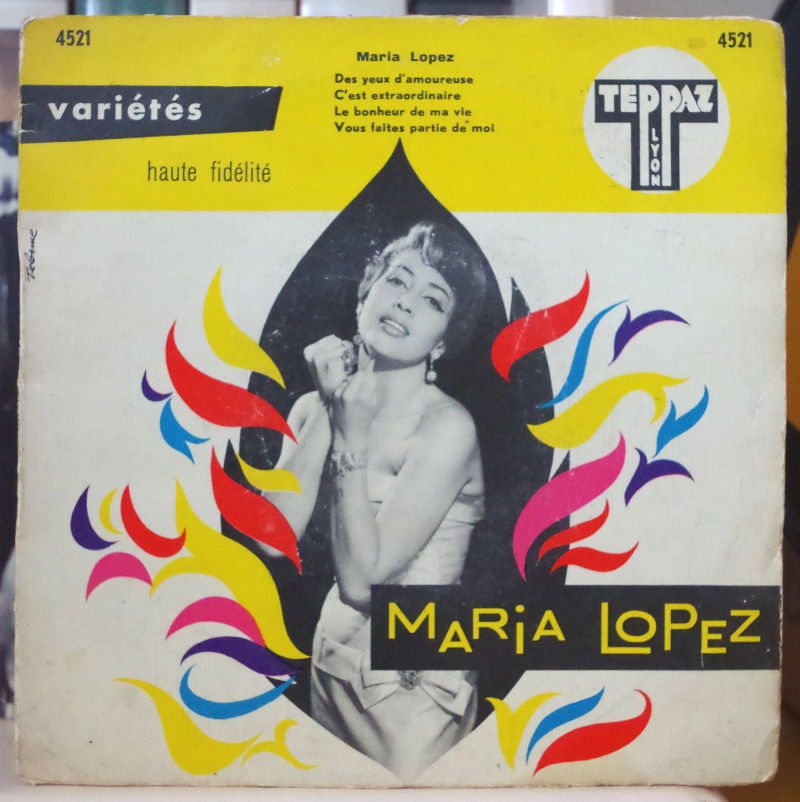 4521
4521
Maria Lopez
Des yeux d'amoureuse
C'est extraordinaire
Le bonheur de ma vie
Vous faites partie de moi
variétés
haute fidélité
TEPPAZ
LYON
MARiA LOPEZ